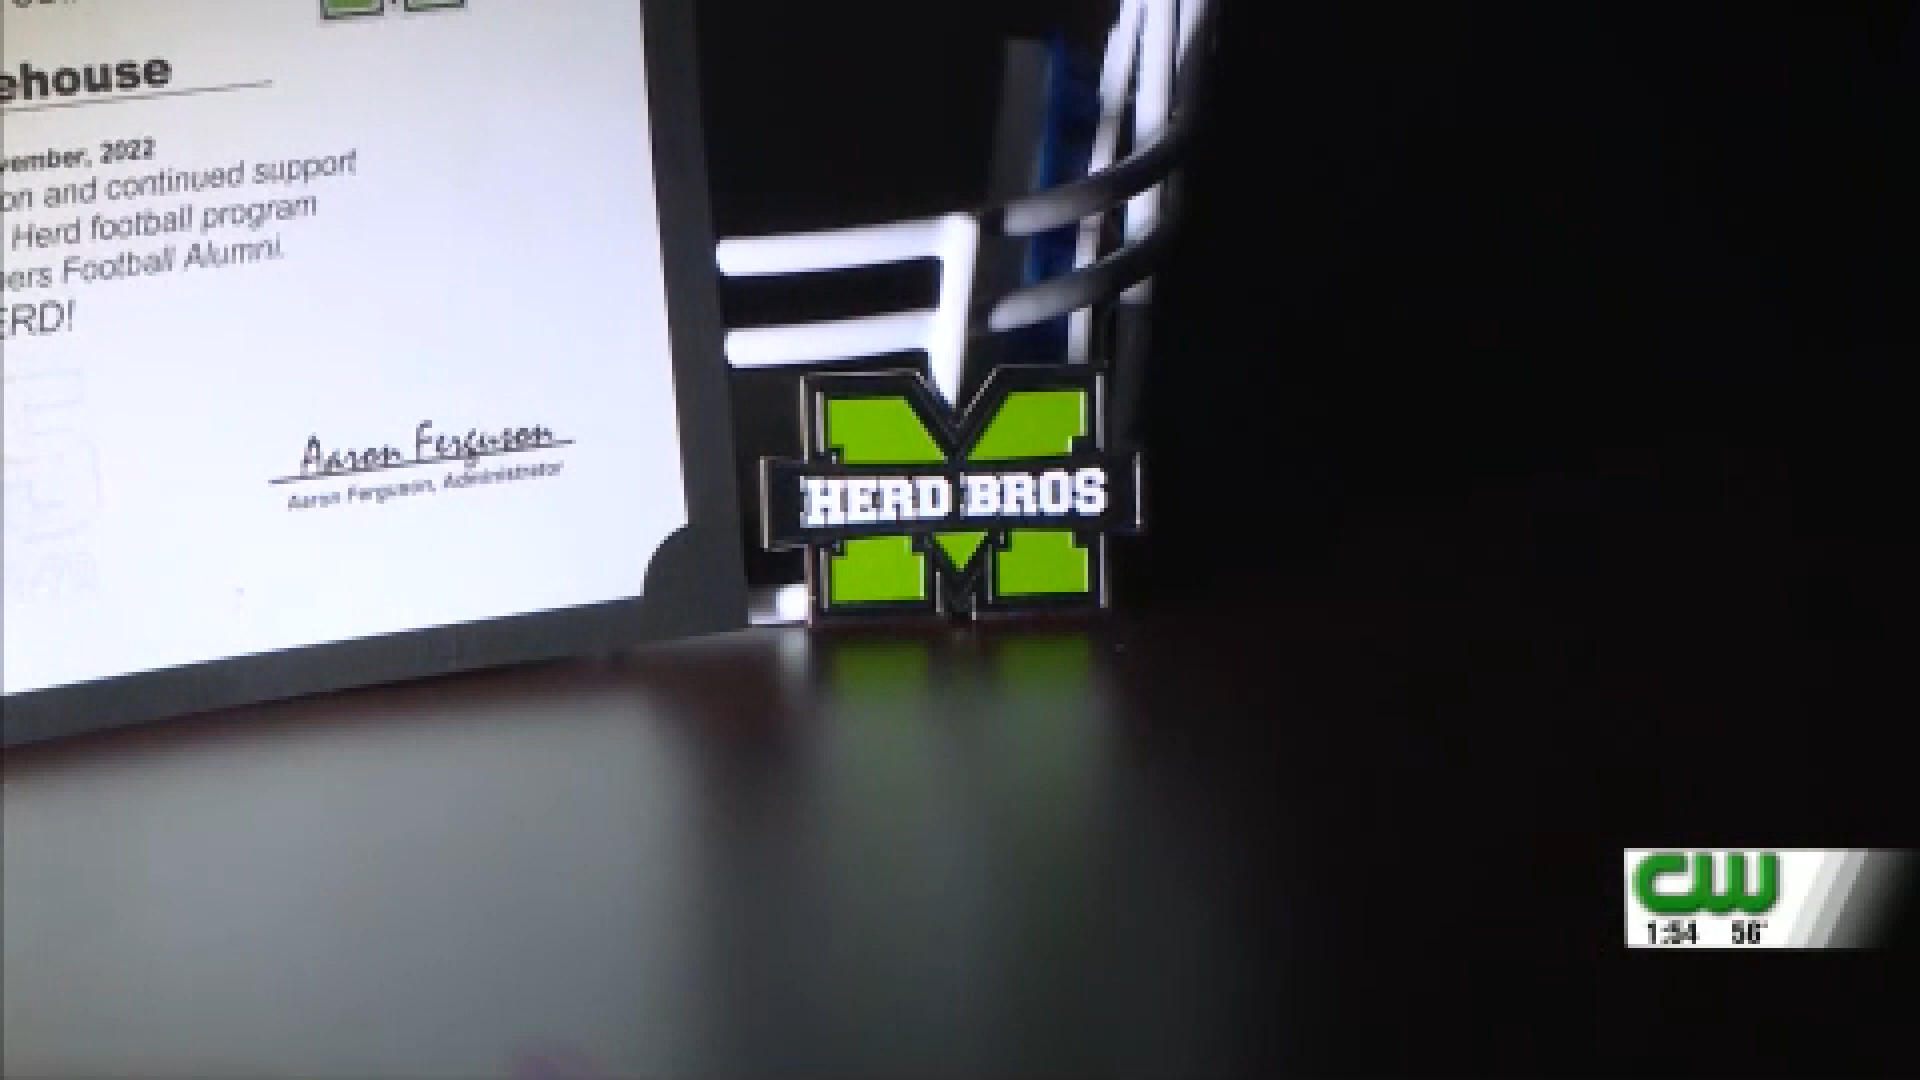 ehouse
vember, 2022
on and continued support
Herd football program
ers Football Alumni.
ERD!
Aaron Ferguson
Aaron Ferguson, Administrator
HERD BROS
CW
1:54 56°